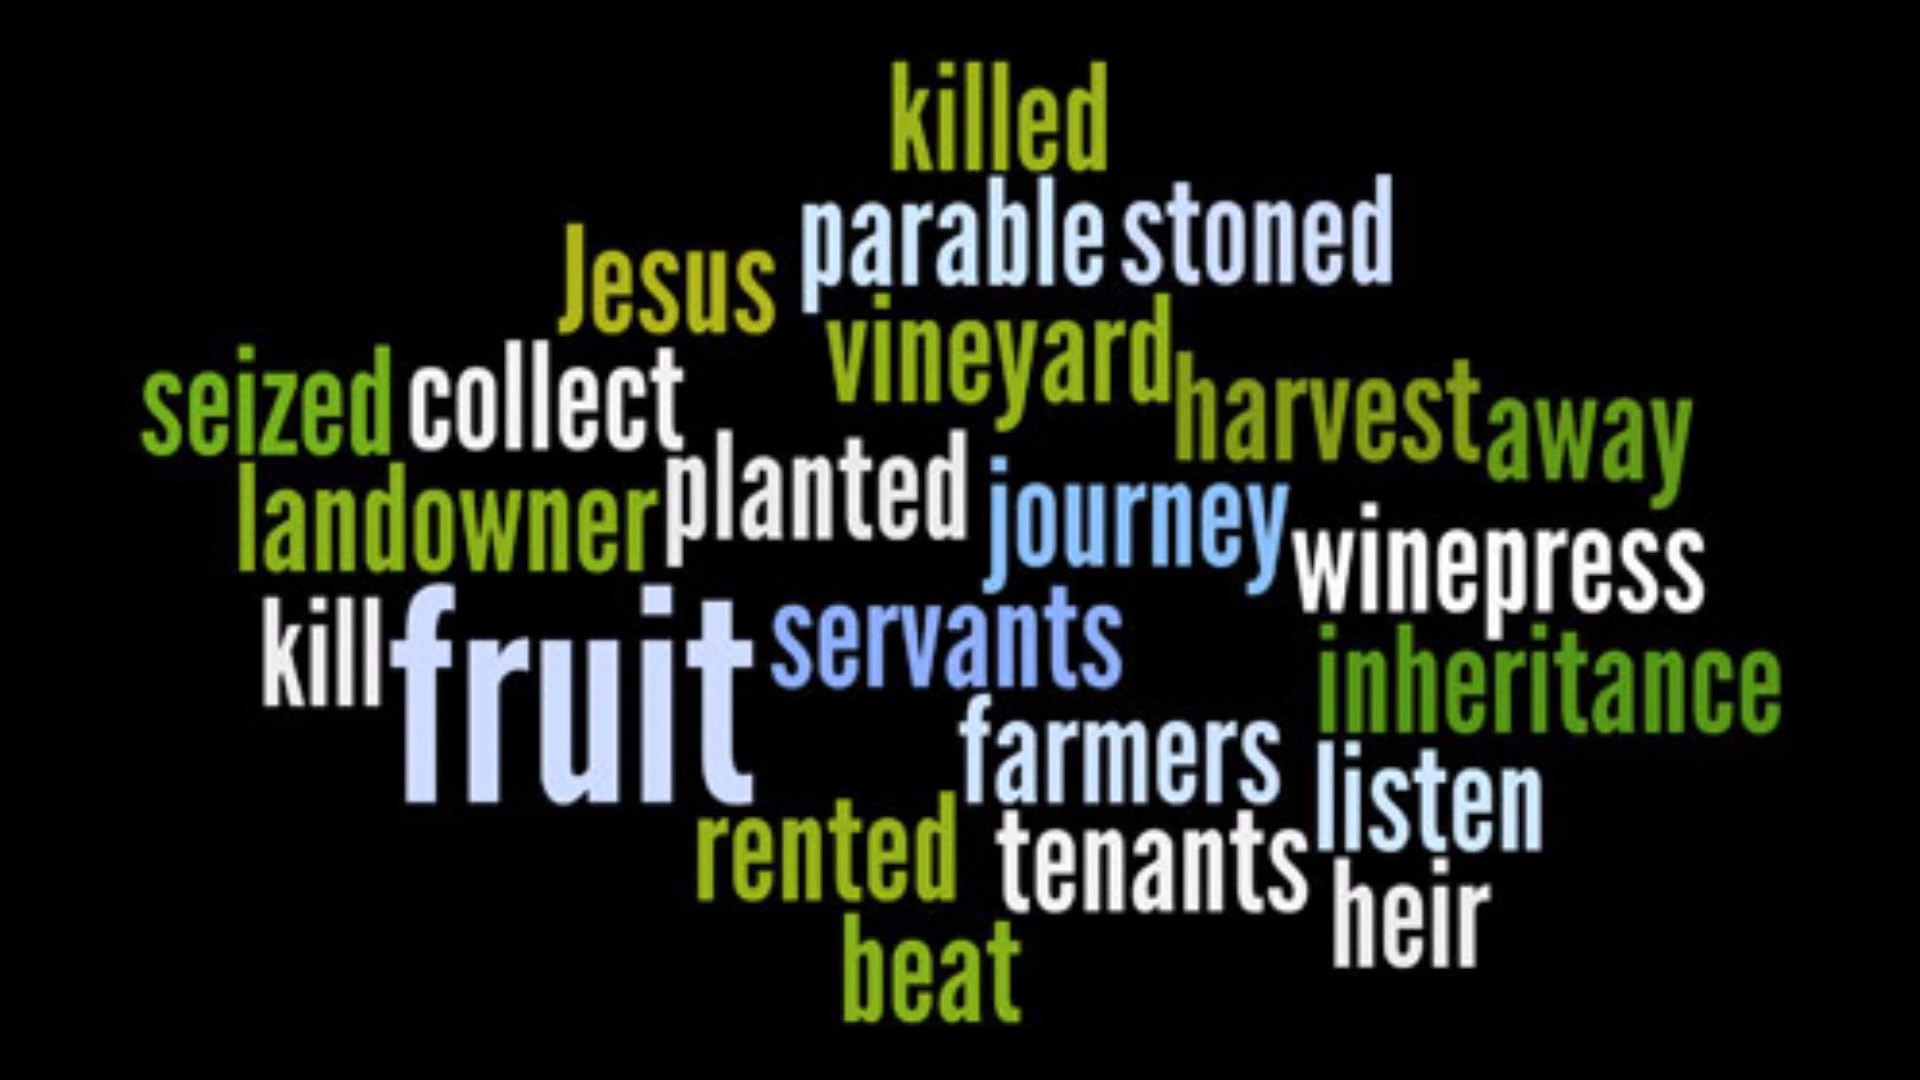 killed
parable stoned
Jesus
vineyard
seized collect
harvest away
planted
landowner
journey
winepress
kill fruit servants
inheritance
farmers
listen
rented tenants
heir
beat